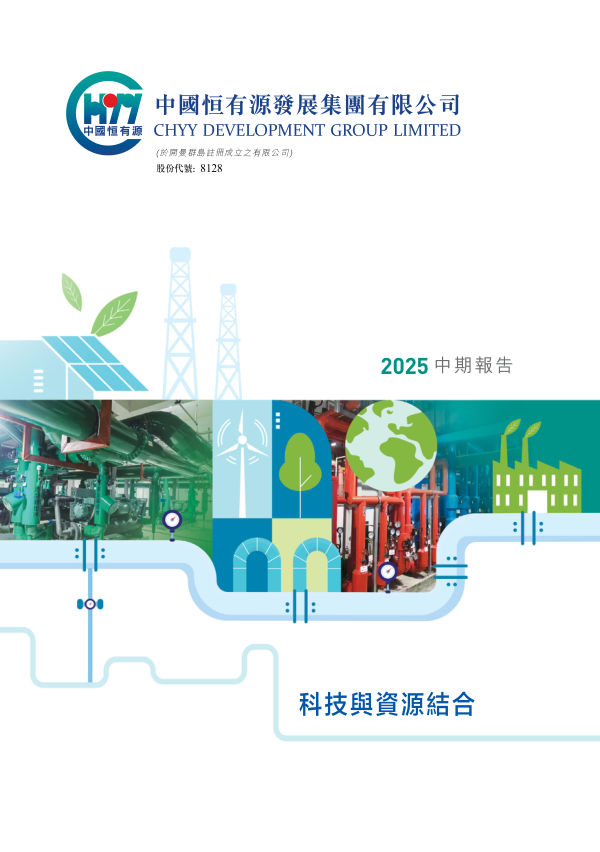 CHYY
中國恒有源
中國恒有源發展集團有限公司
CHYY DEVELOPMENT GROUP LIMITED
(於開曼群島註冊成立之有限公司)
股份代號: 8128
2025 中期報告
科技與資源結合